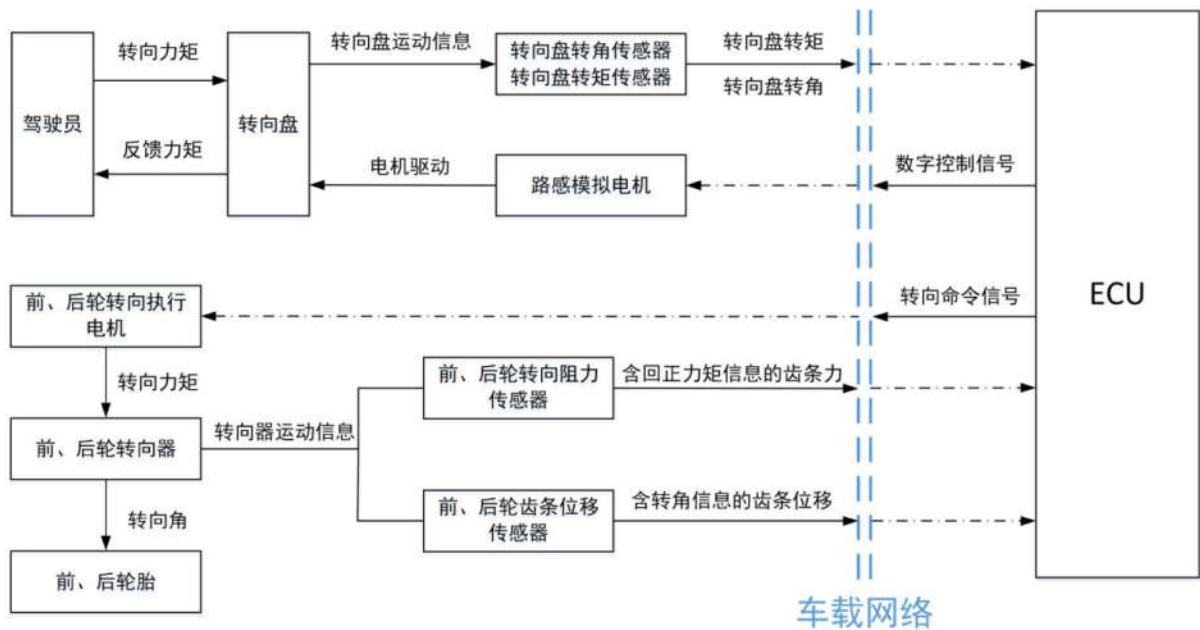 转向力矩
转向盘运动信息
转向盘转角传感器
转向盘转矩传感器
转向盘转矩
转向盘转角
驾驶员
转向盘
反馈力矩
电机驱动
路感模拟电机
数字控制信号
前、后轮转向执行
电机
转向命令信号
ECU
转向力矩
前、后轮转向阻力
传感器
含回正力矩信息的齿条力
前、后轮转向器
转向器运动信息
转向角
前、后轮齿条位移
传感器
含转角信息的齿条位移
前、后轮胎
车载网络